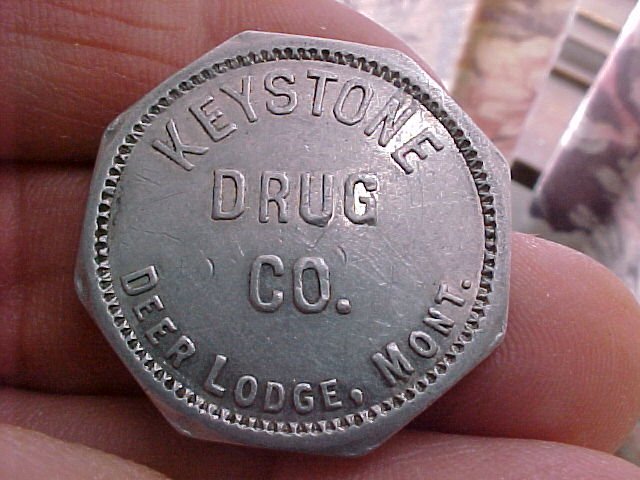 KEYSTONE
DRUG
CO.
DEER LODGE, MONT.